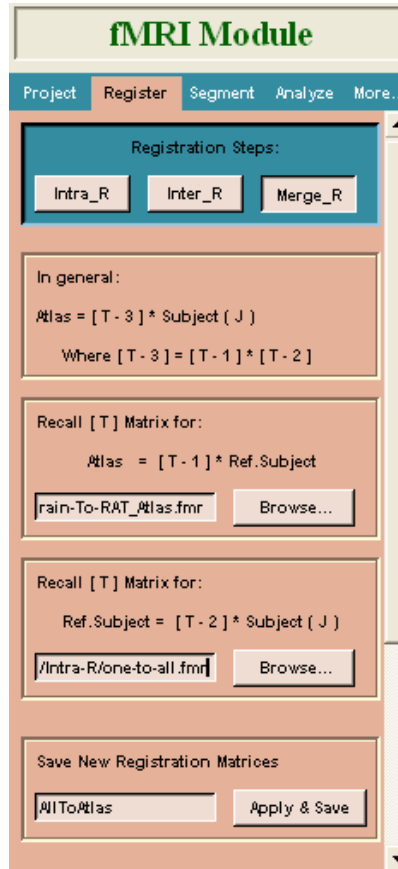 fMRI Module
Project Register Segment Analyze More..
Registration Steps:
Intra_R Inter_R Merge_R
In general:
Atlas = [ T - 3 ] * Subject ( J )
Where [ T - 3 ] = [ T - 1 ] * [ T - 2 ]
Recall [ T ] Matrix for:
Atlas = [ T - 1 ] * Ref.Subject
rain-To-RAT_Atlas.fmr Browse...
Recall [ T ] Matrix for:
Ref.Subject = [ T - 2 ] * Subject ( J )
/Intra-R/one-to-all.fmr Browse...
Save New Registration Matrices
AllToAtlas Apply & Save